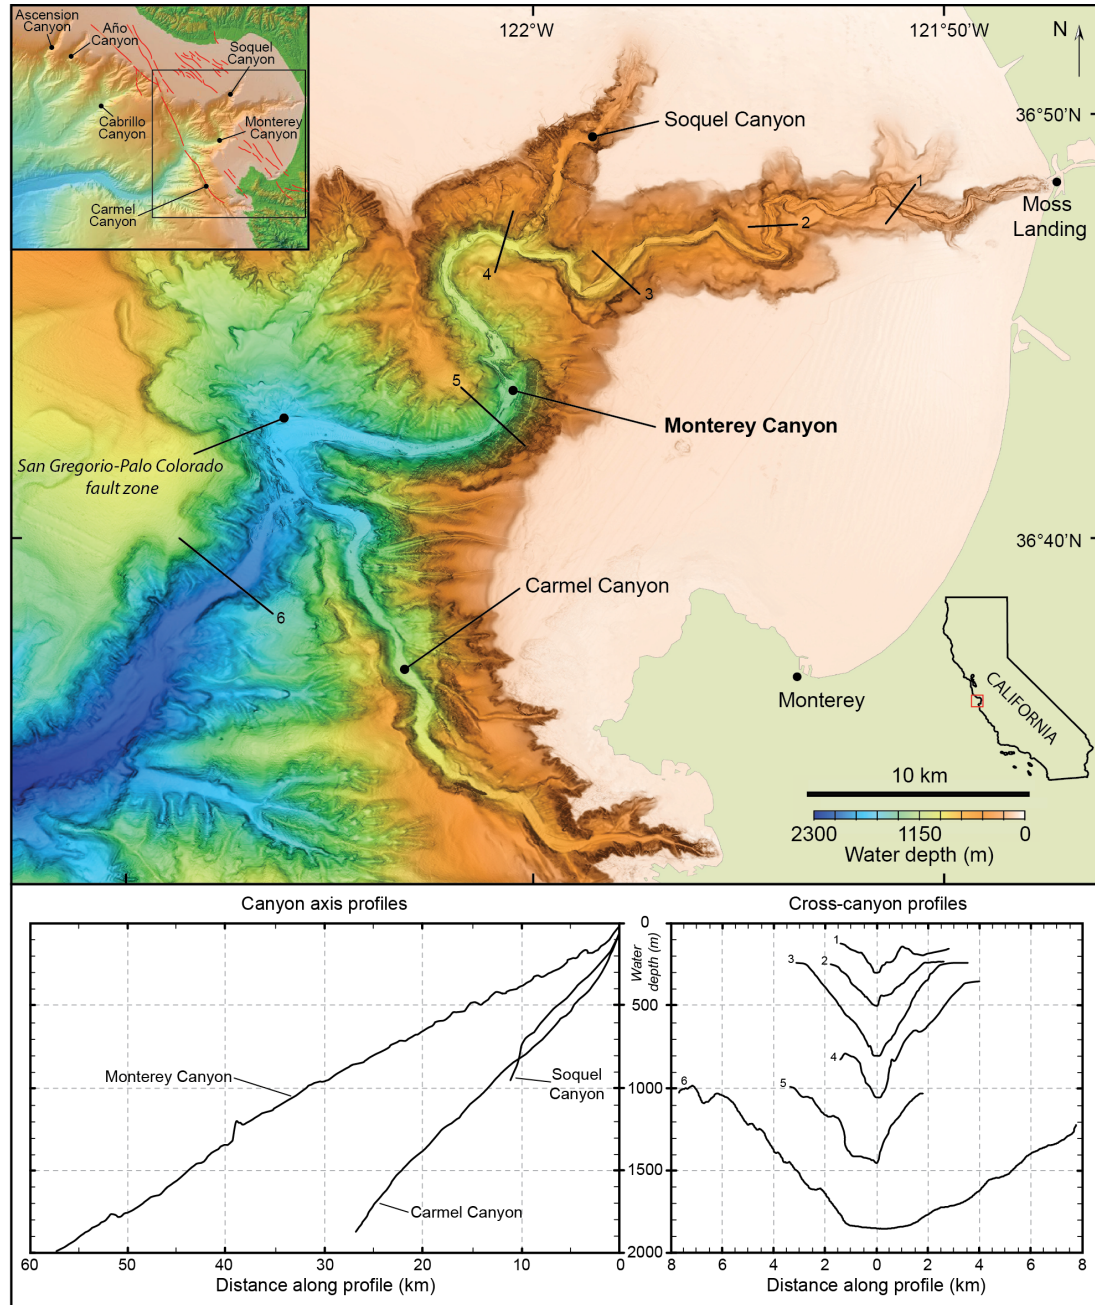 Ascension
Canyon
Año
Canyon
Soquel
Canyon
Cabrillo
Canyon
Monterey
Canyon
Carmel
Canyon
122°W
121°50'W
N
36°50'N
Soquel Canyon
Moss
Landing
1
2
3
4
5
Monterey Canyon
San Gregorio-Palo Colorado
fault zone
36°40'N
Carmel Canyon
6
Monterey
CALIFORNIA
10 km
2300
1150
0
Water depth (m)
Canyon axis profiles
Monterey Canyon
Soquel
Canyon
Carmel Canyon
60
50
40
30
20
10
0
Distance along profile (km)
0
Water
depth (m)
500
1000
1500
2000
Cross-canyon profiles
1
3
2
4
6
5
8
6
4
2
0
2
4
6
8
Distance along profile (km)